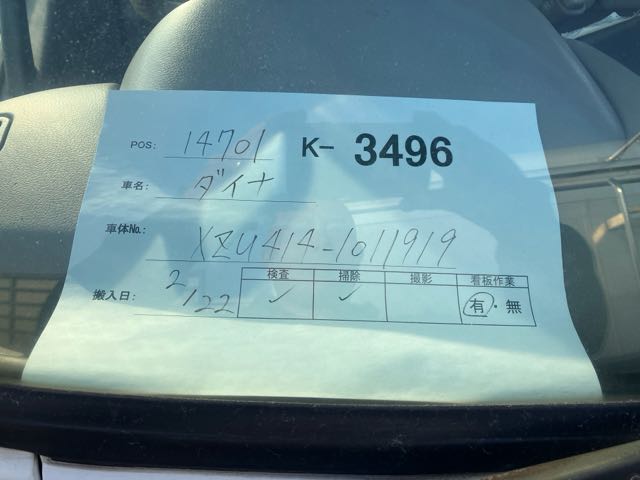 POS: 14701 K- 3496
車名: ダイナ
車体No.: XZU414-1011919
搬入日: 2/22
検査 掃除 撮影 看板作業
✓ ✓ 有・無